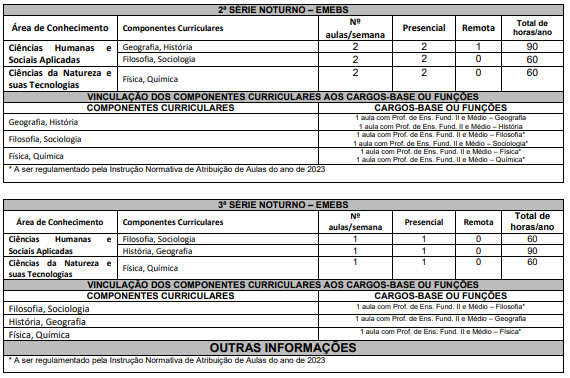 2ª SÉRIE NOTURNO – EMEBS
Área de Conhecimento Componentes Curriculares Nº aulas/semana Presencial Remota Total de horas/ano
Ciências Humanas e Sociais Aplicadas Geografia, História 2 2 1 90
Filosofia, Sociologia 2 2 0 60
Ciências da Natureza e suas Tecnologias Física, Química 2 2 0 60
VINCULAÇÃO DOS COMPONENTES CURRICULARES AOS CARGOS-BASE OU FUNÇÕES
COMPONENTES CURRICULARES CARGOS-BASE OU FUNÇÕES
Geografia, História 1 aula com Prof. de Ens. Fund. II e Médio – Geografia
1 aula com Prof. de Ens. Fund. II e Médio – História
Filosofia, Sociologia 1 aula com Prof. de Ens. Fund. II e Médio – Filosofia*
1 aula com Prof. de Ens. Fund. II e Médio – Sociologia*
Física, Química 1 aula com Prof. de Ens. Fund. II e Médio – Física*
1 aula com Prof. de Ens. Fund. II e Médio – Química*
* A ser regulamentado pela Instrução Normativa de Atribuição de Aulas do ano de 2023
3ª SÉRIE NOTURNO – EMEBS
Área de Conhecimento Componentes Curriculares Nº aulas/semana Presencial Remota Total de horas/ano
Ciências Humanas e Sociais Aplicadas Filosofia, Sociologia 1 1 0 60
História, Geografia 1 1 0 90
Ciências da Natureza e suas Tecnologias Física, Química 1 1 0 60
VINCULAÇÃO DOS COMPONENTES CURRICULARES AOS CARGOS-BASE OU FUNÇÕES
COMPONENTES CURRICULARES CARGOS-BASE OU FUNÇÕES
Filosofia, Sociologia 1 aula com Prof. de Ens. Fund. II e Médio – Filosofia*
História, Geografia 1 aula com Prof. de Ens. Fund. II e Médio – Geografia
Física, Química 1 aula com Prof. de Ens. Fund. II e Médio – Física*
OUTRAS INFORMAÇÕES
* A ser regulamentado pela Instrução Normativa de Atribuição de Aulas do ano de 2023